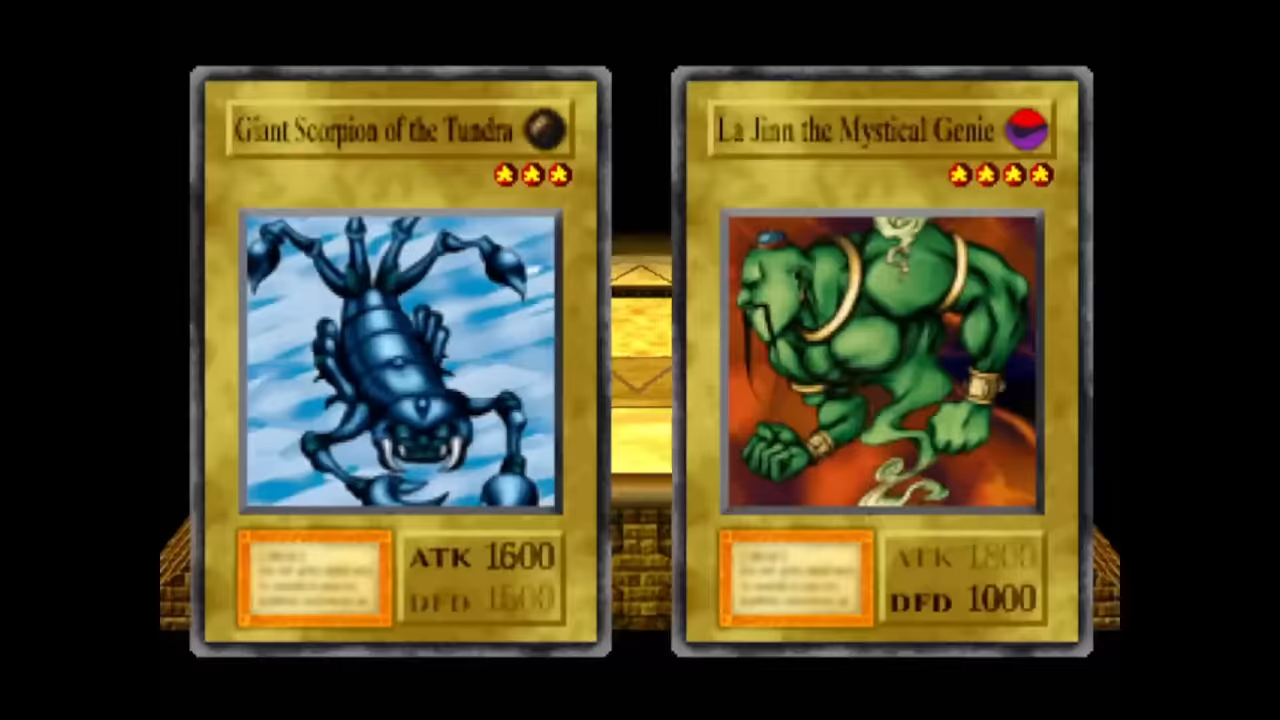 Giant Scorpion of the Tundra
ATK 1600
DFD 1500
La Jinn the Mystical Genie
ATK 1800
DFD 1000